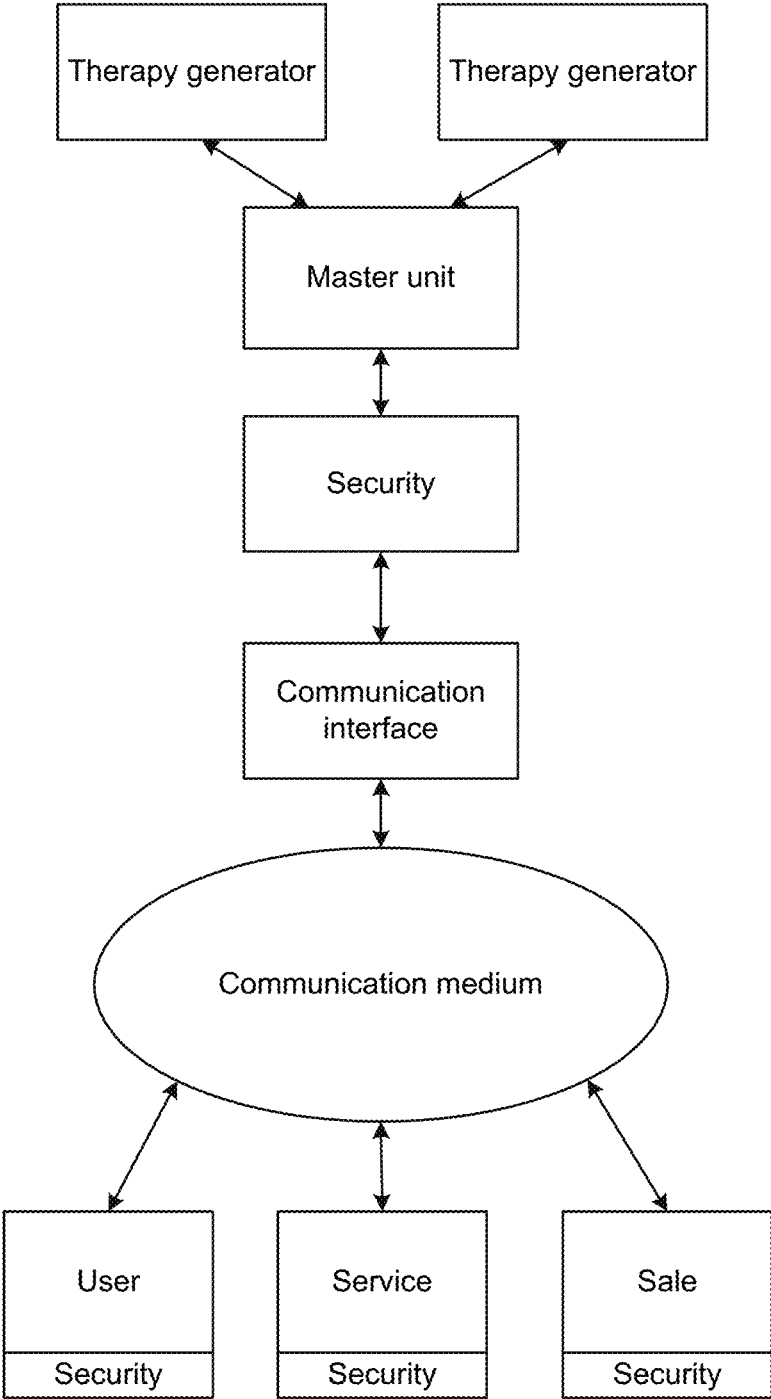 Therapy generator
Therapy generator
Master unit
Security
Communication
interface
Communication medium
User
Service
Sale
Security
Security
Security